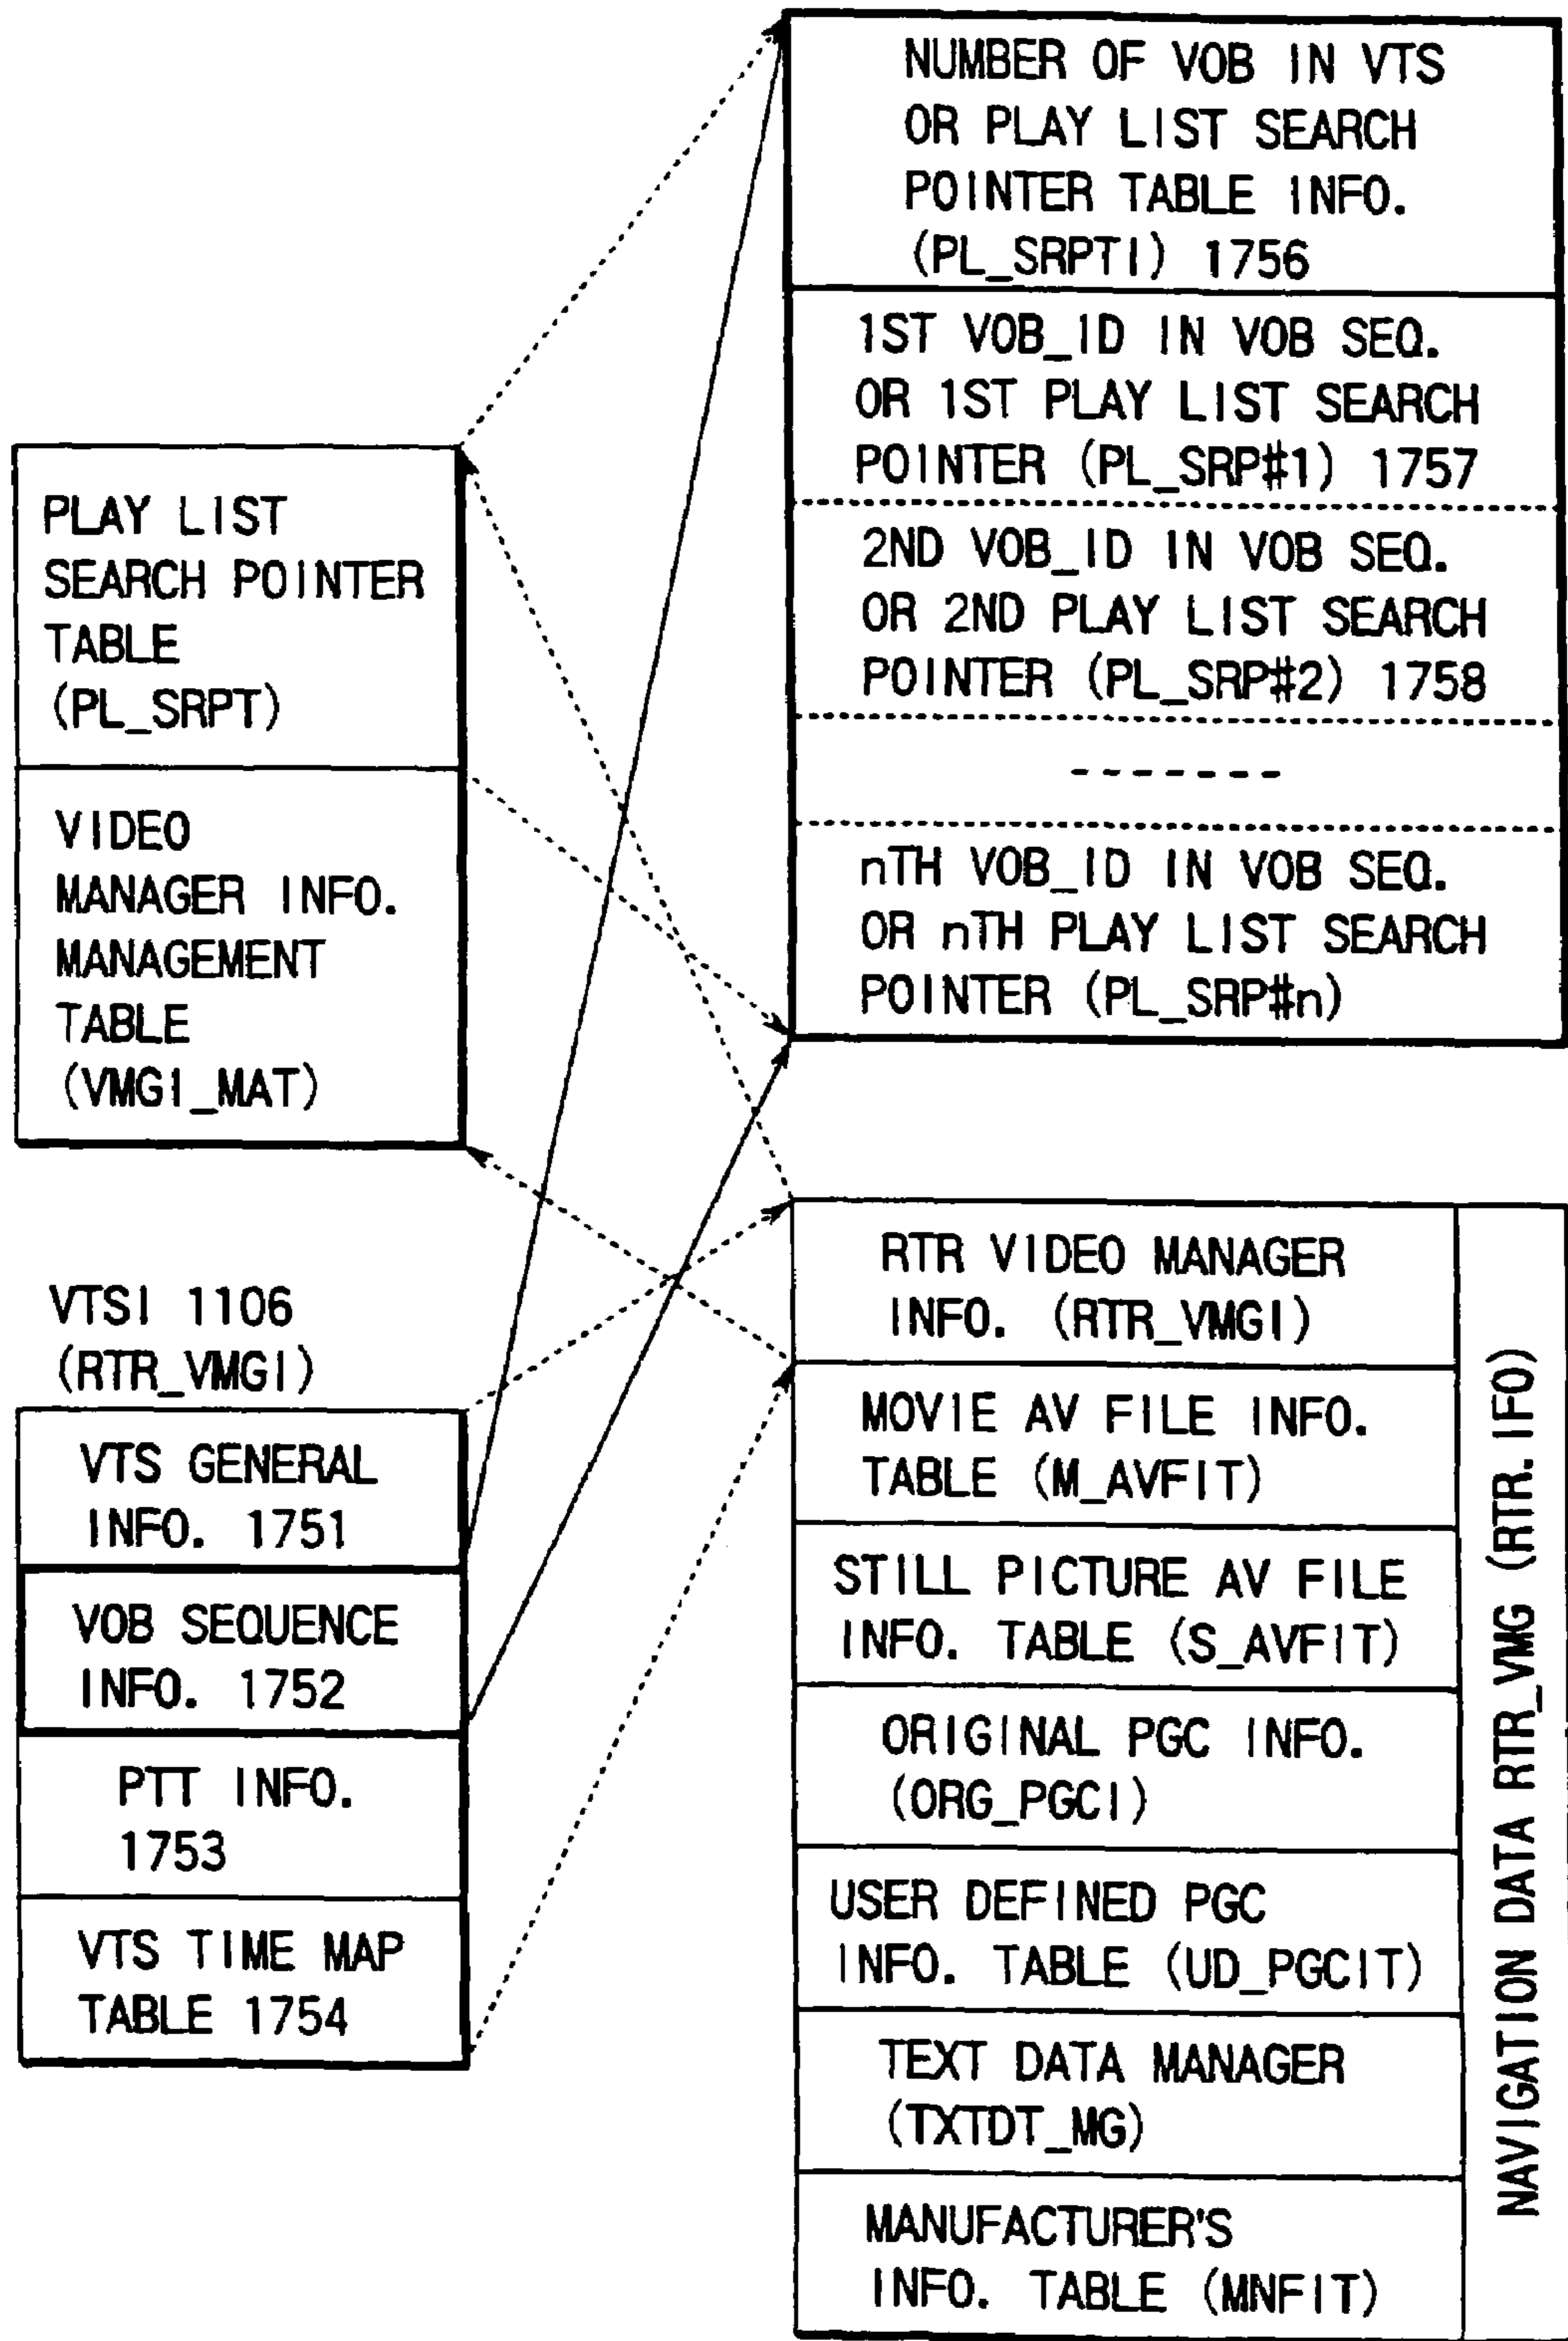 NUMBER OF VOB IN VTS
OR PLAY LIST SEARCH
POINTER TABLE INFO.
(PL_SRPTI) 1756
1ST VOB_ID IN VOB SEQ.
OR 1ST PLAY LIST SEARCH
POINTER (PL_SRP#1) 1757
2ND VOB_ID IN VOB SEQ.
OR 2ND PLAY LIST SEARCH
POINTER (PL_SRP#2) 1758
-------
nTH VOB_ID IN VOB SEQ.
OR nTH PLAY LIST SEARCH
POINTER (PL_SRP#n)
PLAY LIST
SEARCH POINTER
TABLE
(PL_SRPT)
VIDEO
MANAGER INFO.
MANAGEMENT
TABLE
(VMGI_MAT)
VTSI 1106
(RTR_VMGI)
VTS GENERAL
INFO. 1751
VOB SEQUENCE
INFO. 1752
PTT INFO.
1753
VTS TIME MAP
TABLE 1754
RTR VIDEO MANAGER
INFO. (RTR_VMGI)
MOVIE AV FILE INFO.
TABLE (M_AVFIT)
STILL PICTURE AV FILE
INFO. TABLE (S_AVFIT)
ORIGINAL PGC INFO.
(ORG_PGCI)
USER DEFINED PGC
INFO. TABLE (UD_PGCIT)
TEXT DATA MANAGER
(TXTDT_MG)
MANUFACTURER'S
INFO. TABLE (MNFIT)
NAVIGATION DATA RTR_VMG (RTR. IFO)